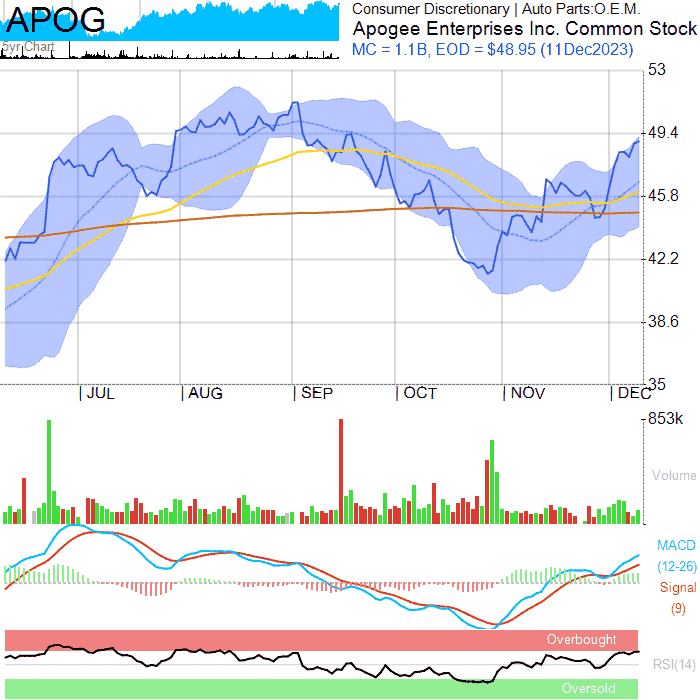 APOG
5yr Chart
Consumer Discretionary | Auto Parts:O.E.M.
Apogee Enterprises Inc. Common Stock
MC = 1.1B, EOD = $48.95 (11Dec2023)
53
49.4
45.8
42.2
38.6
35
| JUL | AUG | SEP | OCT | NOV | DEC
853k
Volume
MACD
(12-26)
Signal
(9)
Overbought
RSI(14)
Oversold